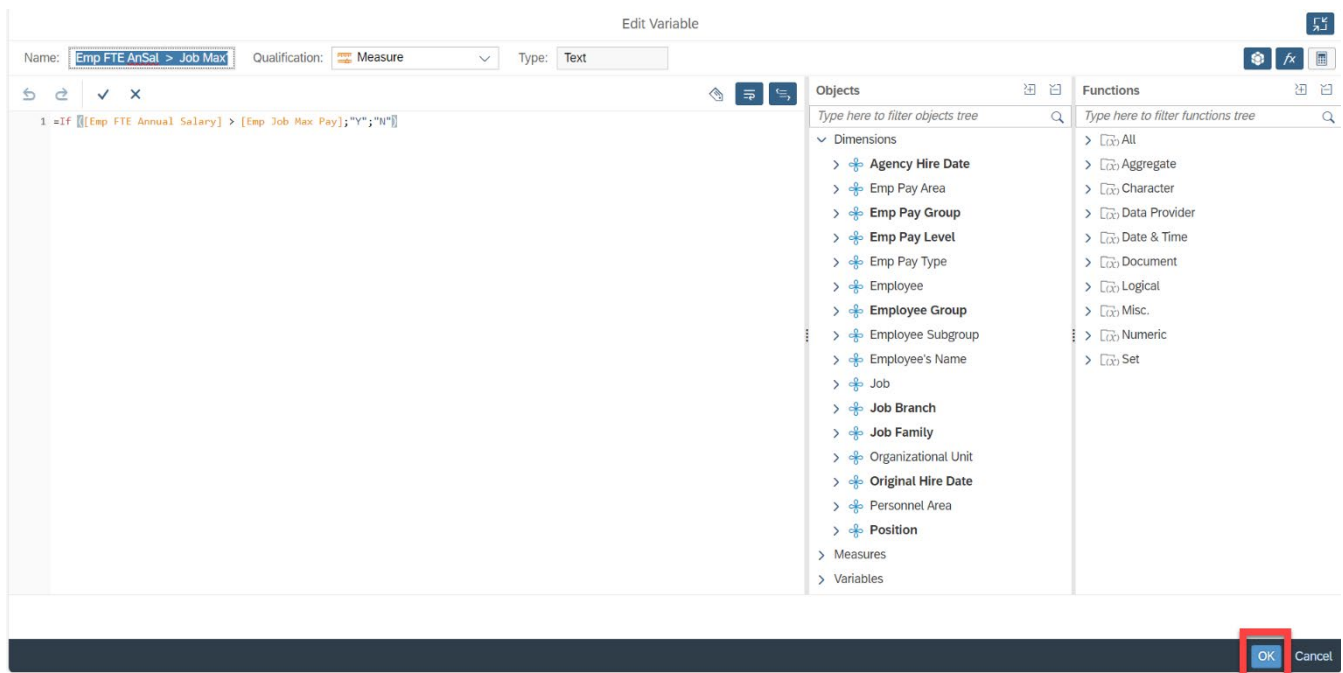 Edit Variable
Name: Emp FTE AnSal > Job Max Qualification: Measure Type: Text fx
Objects
Type here to filter objects tree
1 =If ([Emp FTE Annual Salary] > [Emp Job Max Pay];"Y";"N")
Dimensions
Agency Hire Date
Emp Pay Area
Emp Pay Group
Emp Pay Level
Emp Pay Type
Employee
Employee Group
Employee Subgroup
Employee's Name
Job
Job Branch
Job Family
Organizational Unit
Original Hire Date
Personnel Area
Position
Measures
Variables
Functions
Type here to filter functions tree
All
Aggregate
Character
Data Provider
Date & Time
Document
Logical
Misc.
Numeric
Set
OK Cancel